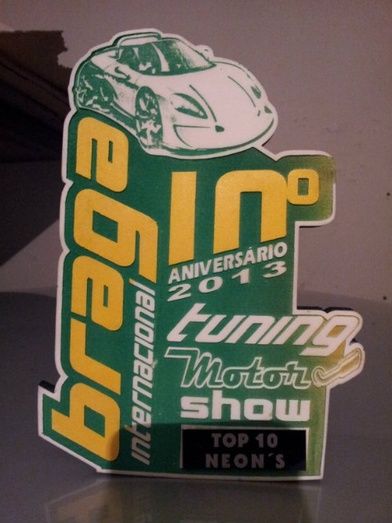 braga
internacional
10º
ANIVERSÁRIO
2013
tuning
Motor
show
TOP 10
NEON´S